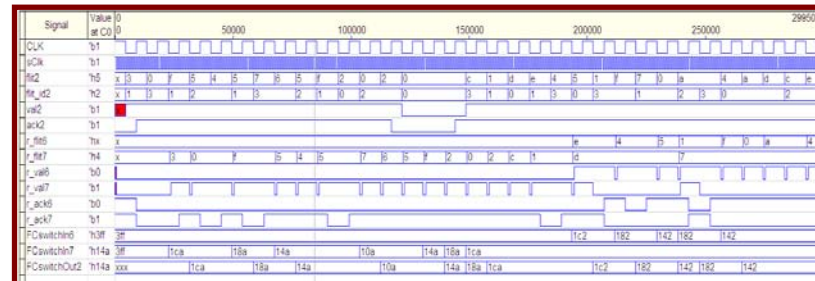 Signal Value at C0 0 50000 100000 150000 200000 250000 29950
CLK 'b1
sClk 'b1
flit2 'h5 x 3 0 f 5 4 5 7 6 5 f 2 0 2 0 c 1 d e 4 5 1 f 7 0 a 4 a d c e
flit_id2 'h2 x 1 3 1 2 1 3 2 1 0 2 0 3 1 0 1 3 0 3 1 2 3 0 2
val2 'b1
ack2 'b1
r_flit6 'hx x e 4 5 1 f 0 a 4
r_flit7 'h4 x 3 0 f 5 4 5 7 6 5 f 2 0 2 c 1 d 7
r_val6 'b0
r_val7 'b1
r_ack6 'b0
r_ack7 'b1
FCswitchIn6 'h3ff 3ff 1c2 182 142 182 142
FCswitchIn7 'h14a 3ff 1ca 18a 14a 10a 14a 18a 1ca
FCswitchOut2 'h14a xxx 1ca 18a 14a 10a 14a 18a 1ca 1c2 182 142 182 142